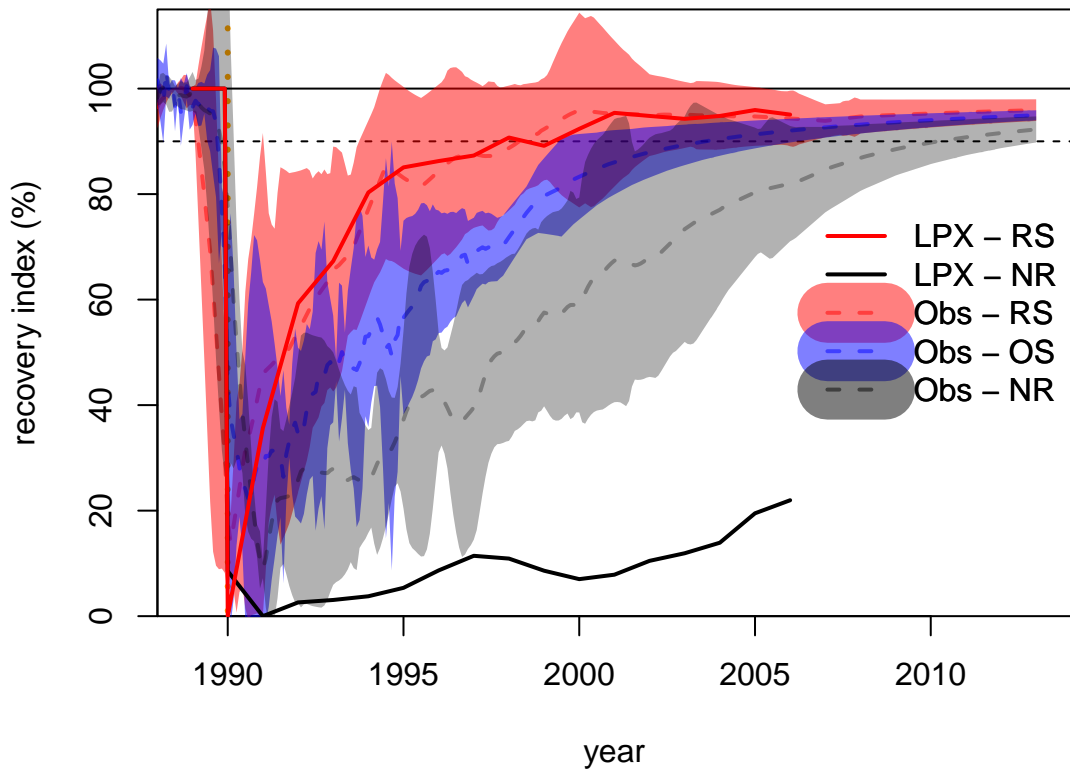 recovery index (%)
100
80
60
40
20
0
LPX – RS
LPX – NR
Obs – RS
Obs – OS
Obs – NR
1990 1995 2000 2005 2010
year